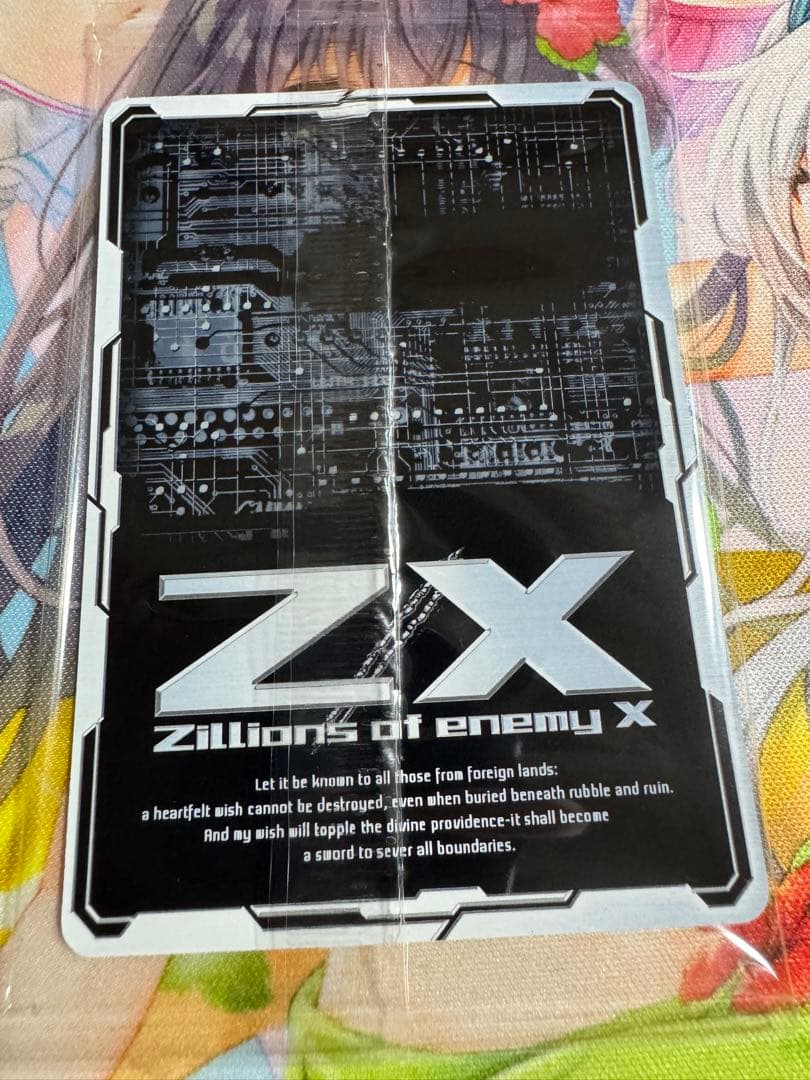 Z/X
Zillions of enemy X
Let it be known to all those from foreign lands:
a heartfelt wish cannot be destroyed, even when buried beneath rubble and ruin.
And my wish will topple the divine providence-it shall become
a sword to sever all boundaries.